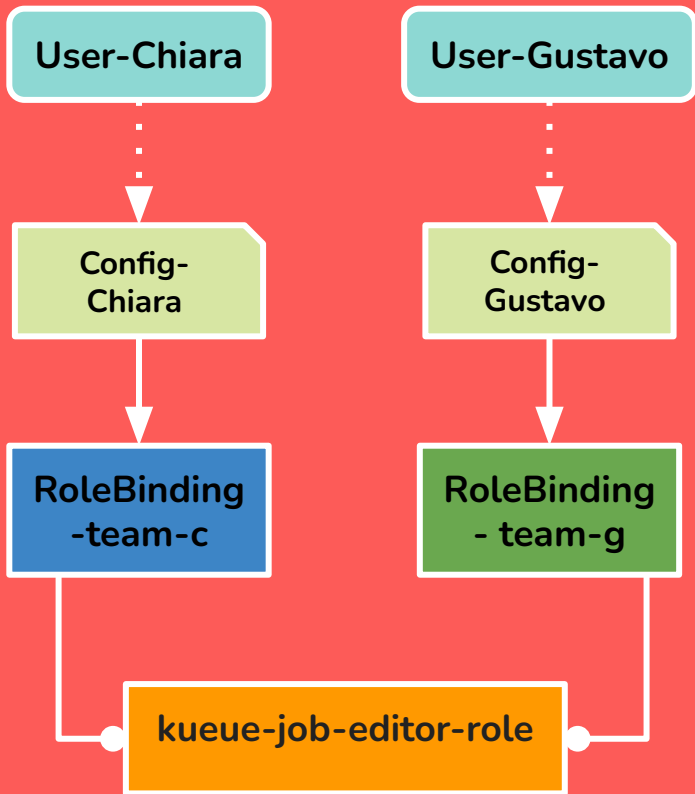 User-Chiara
User-Gustavo
Config-
Chiara
Config-
Gustavo
RoleBinding
-team-c
RoleBinding
- team-g
kueue-job-editor-role